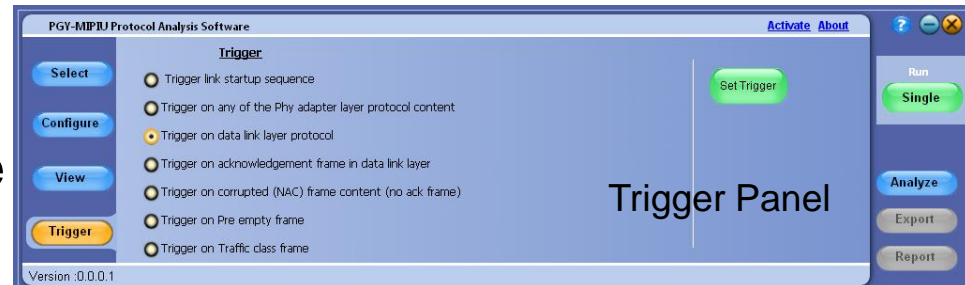 PGY-MIPIU Protocol Analysis Software
Activate About
Trigger
Select
Configure
View
Trigger
Trigger link startup sequence
Trigger on any of the Phy adapter layer protocol content
Trigger on data link layer protocol
Trigger on acknowledgement frame in data link layer
Trigger on corrupted (NAC) frame content (no ack frame)
Trigger on Pre empty frame
Trigger on Traffic class frame
Set Trigger
Trigger Panel
Run
Single
Analyze
Export
Report
Version :0.0.0.1
e